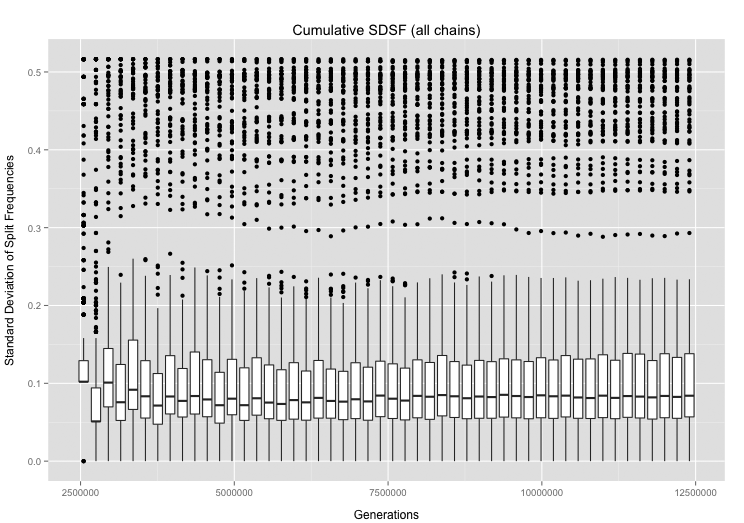 Cumulative SDSF (all chains)
Standard Deviation of Split Frequencies
0.5
0.4
0.3
0.2
0.1
0.0
2500000 5000000 7500000 10000000 12500000
Generations